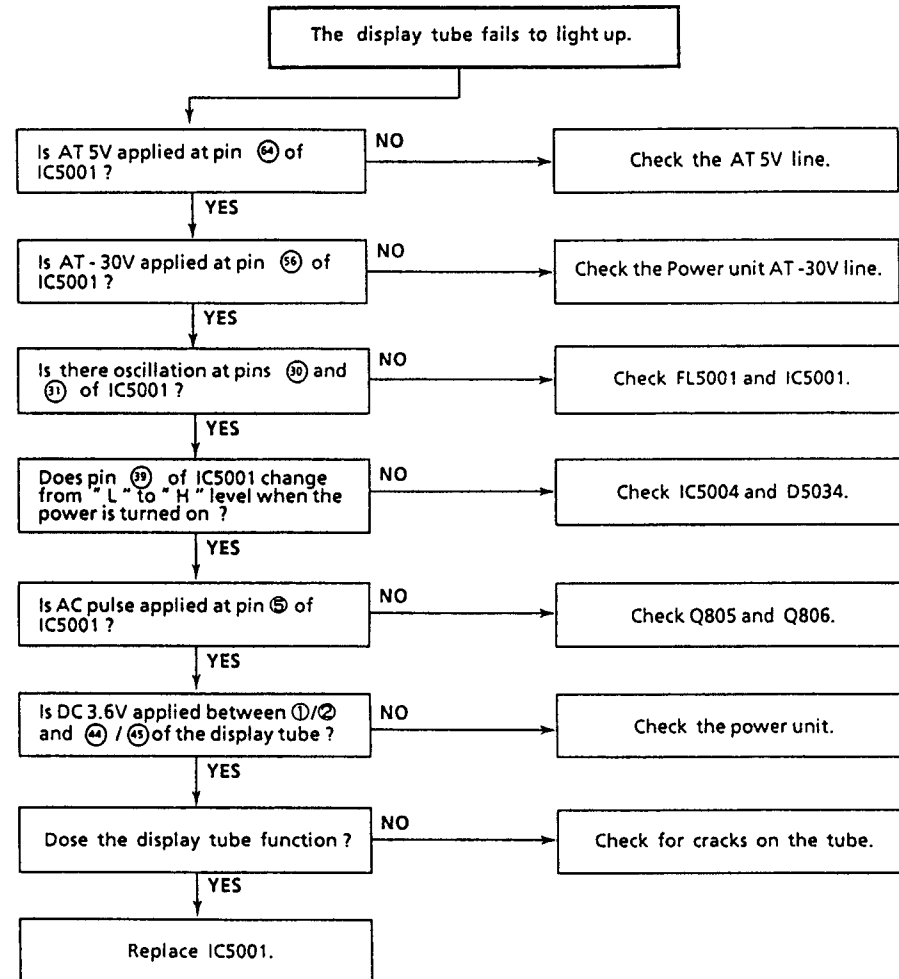 The display tube fails to light up.
Is AT 5V applied at pin 64 of
IC5001 ?
NO
Check the AT 5V line.
YES
Is AT - 30V applied at pin 56 of
IC5001 ?
NO
Check the Power unit AT -30V line.
YES
Is there oscillation at pins 30 and
31 of IC5001 ?
NO
Check FL5001 and IC5001.
YES
Does pin 39 of IC5001 change
from " L " to " H " level when the
power is turned on ?
NO
Check IC5004 and D5034.
YES
Is AC pulse applied at pin ⑤ of
IC5001 ?
NO
Check Q805 and Q806.
YES
Is DC 3.6V applied between ①/②
and 44 / 45 of the display tube ?
NO
Check the power unit.
YES
Dose the display tube function ?
NO
Check for cracks on the tube.
YES
Replace IC5001.